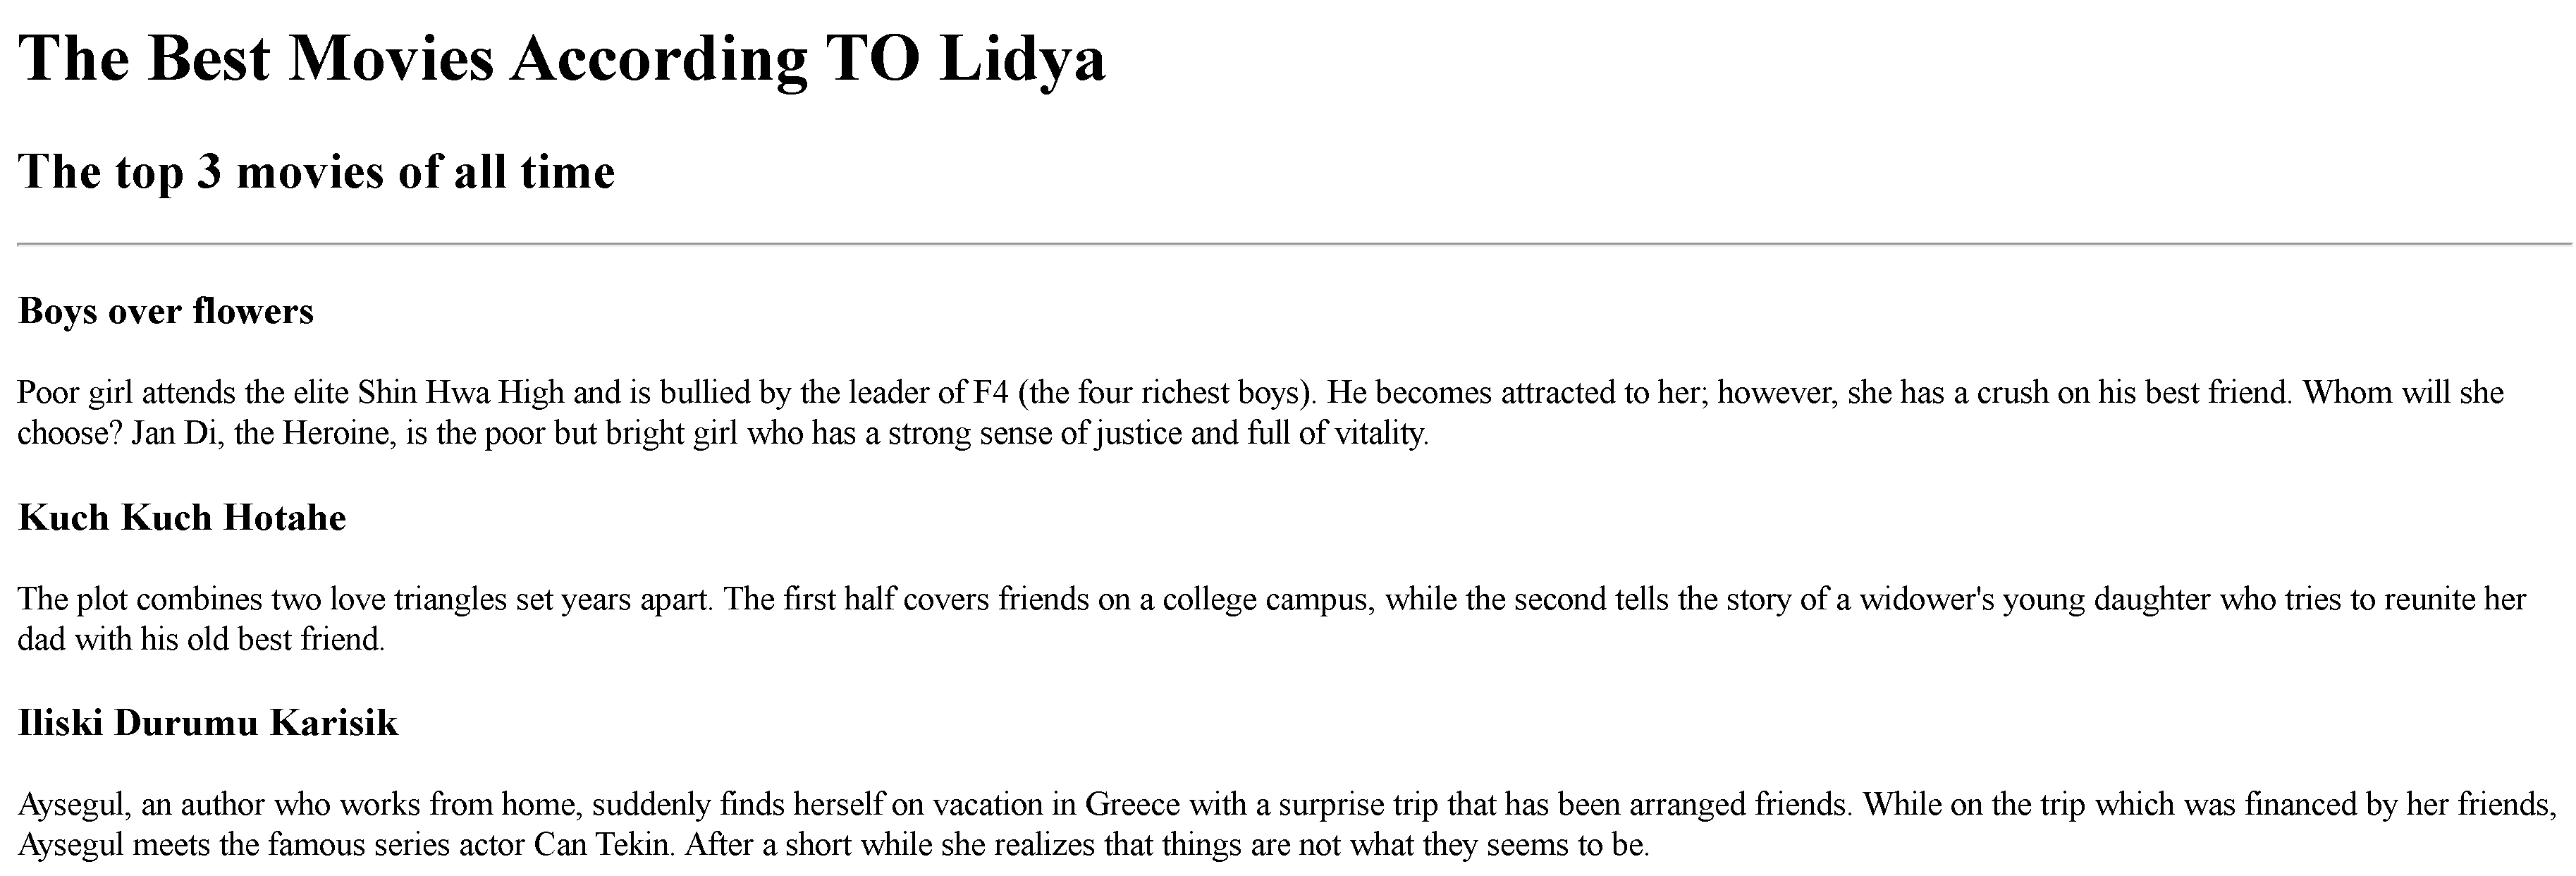 The Best Movies According TO Lidya
The top 3 movies of all time
Boys over flowers
Poor girl attends the elite Shin Hwa High and is bullied by the leader of F4 (the four richest boys). He becomes attracted to her; however, she has a crush on his best friend. Whom will she
choose? Jan Di, the Heroine, is the poor but bright girl who has a strong sense of justice and full of vitality.
Kuch Kuch Hotahe
The plot combines two love triangles set years apart. The first half covers friends on a college campus, while the second tells the story of a widower's young daughter who tries to reunite her
dad with his old best friend.
Iliski Durumu Karisik
Aysegul, an author who works from home, suddenly finds herself on vacation in Greece with a surprise trip that has been arranged friends. While on the trip which was financed by her friends,
Aysegul meets the famous series actor Can Tekin. After a short while she realizes that things are not what they seems to be.